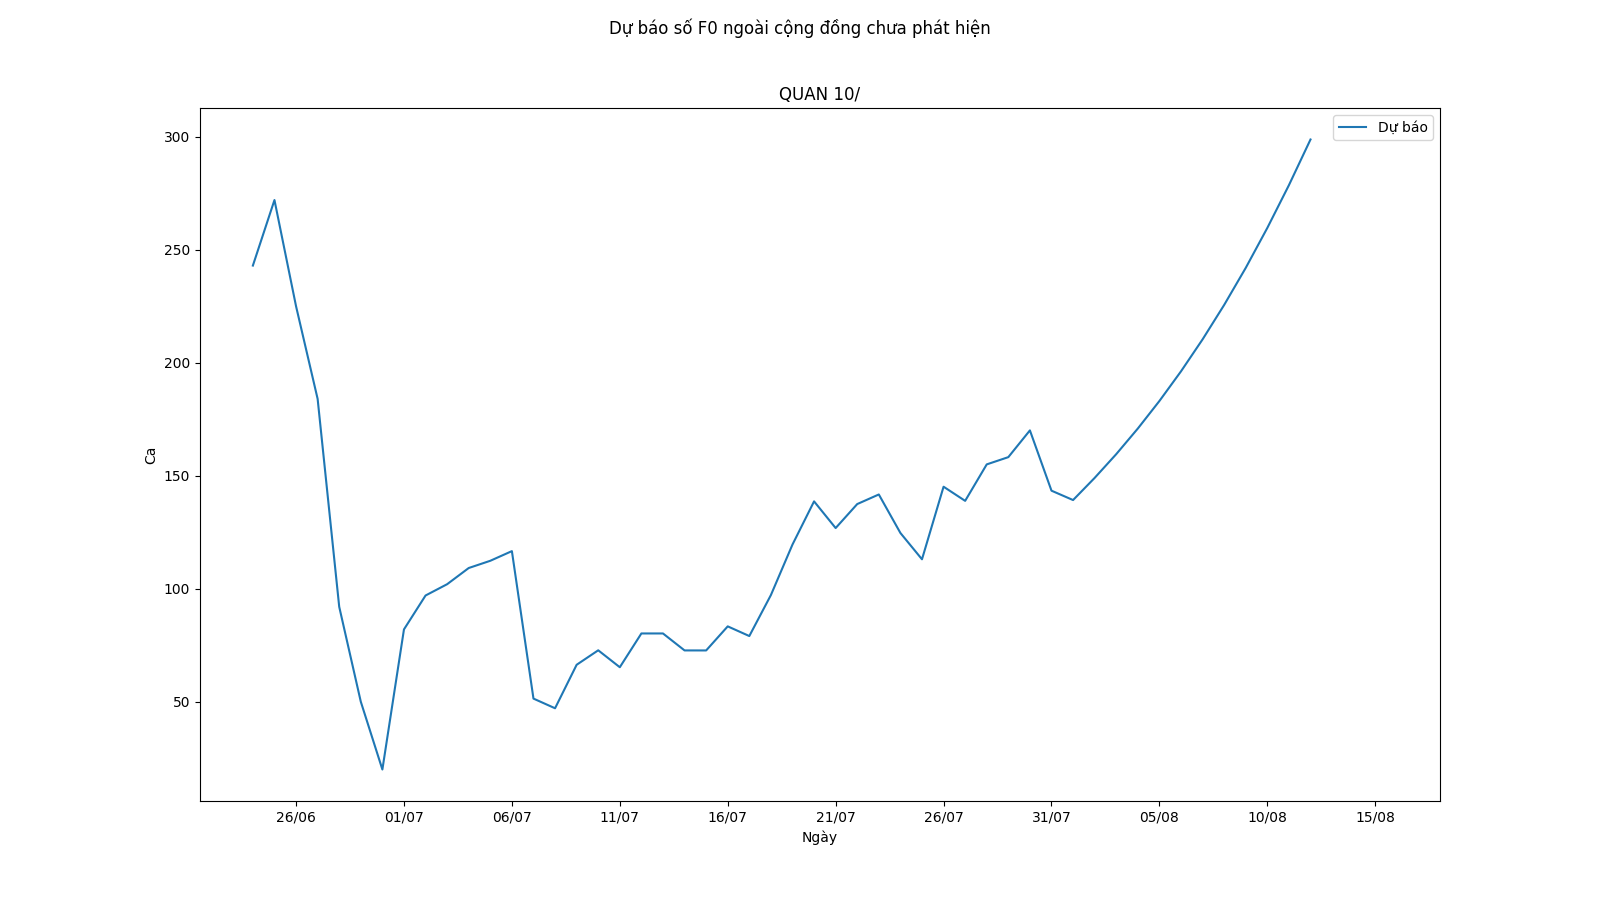 Dự báo số F0 ngoài cộng đồng chưa phát hiện
QUAN 10/
Dự báo
300
250
200
150
100
50
Ca
26/06 01/07 06/07 11/07 16/07 21/07 26/07 31/07 05/08 10/08 15/08
Ngày